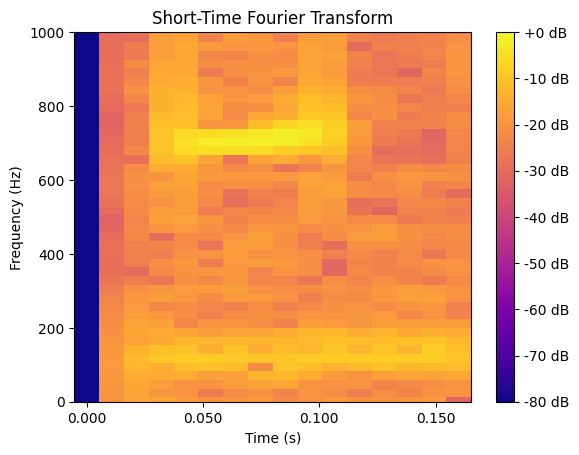 Short-Time Fourier Transform
1000
800
600
400
200
0
Frequency (Hz)
0.000
0.050
0.100
0.150
Time (s)
+0 dB
-10 dB
-20 dB
-30 dB
-40 dB
-50 dB
-60 dB
-70 dB
-80 dB